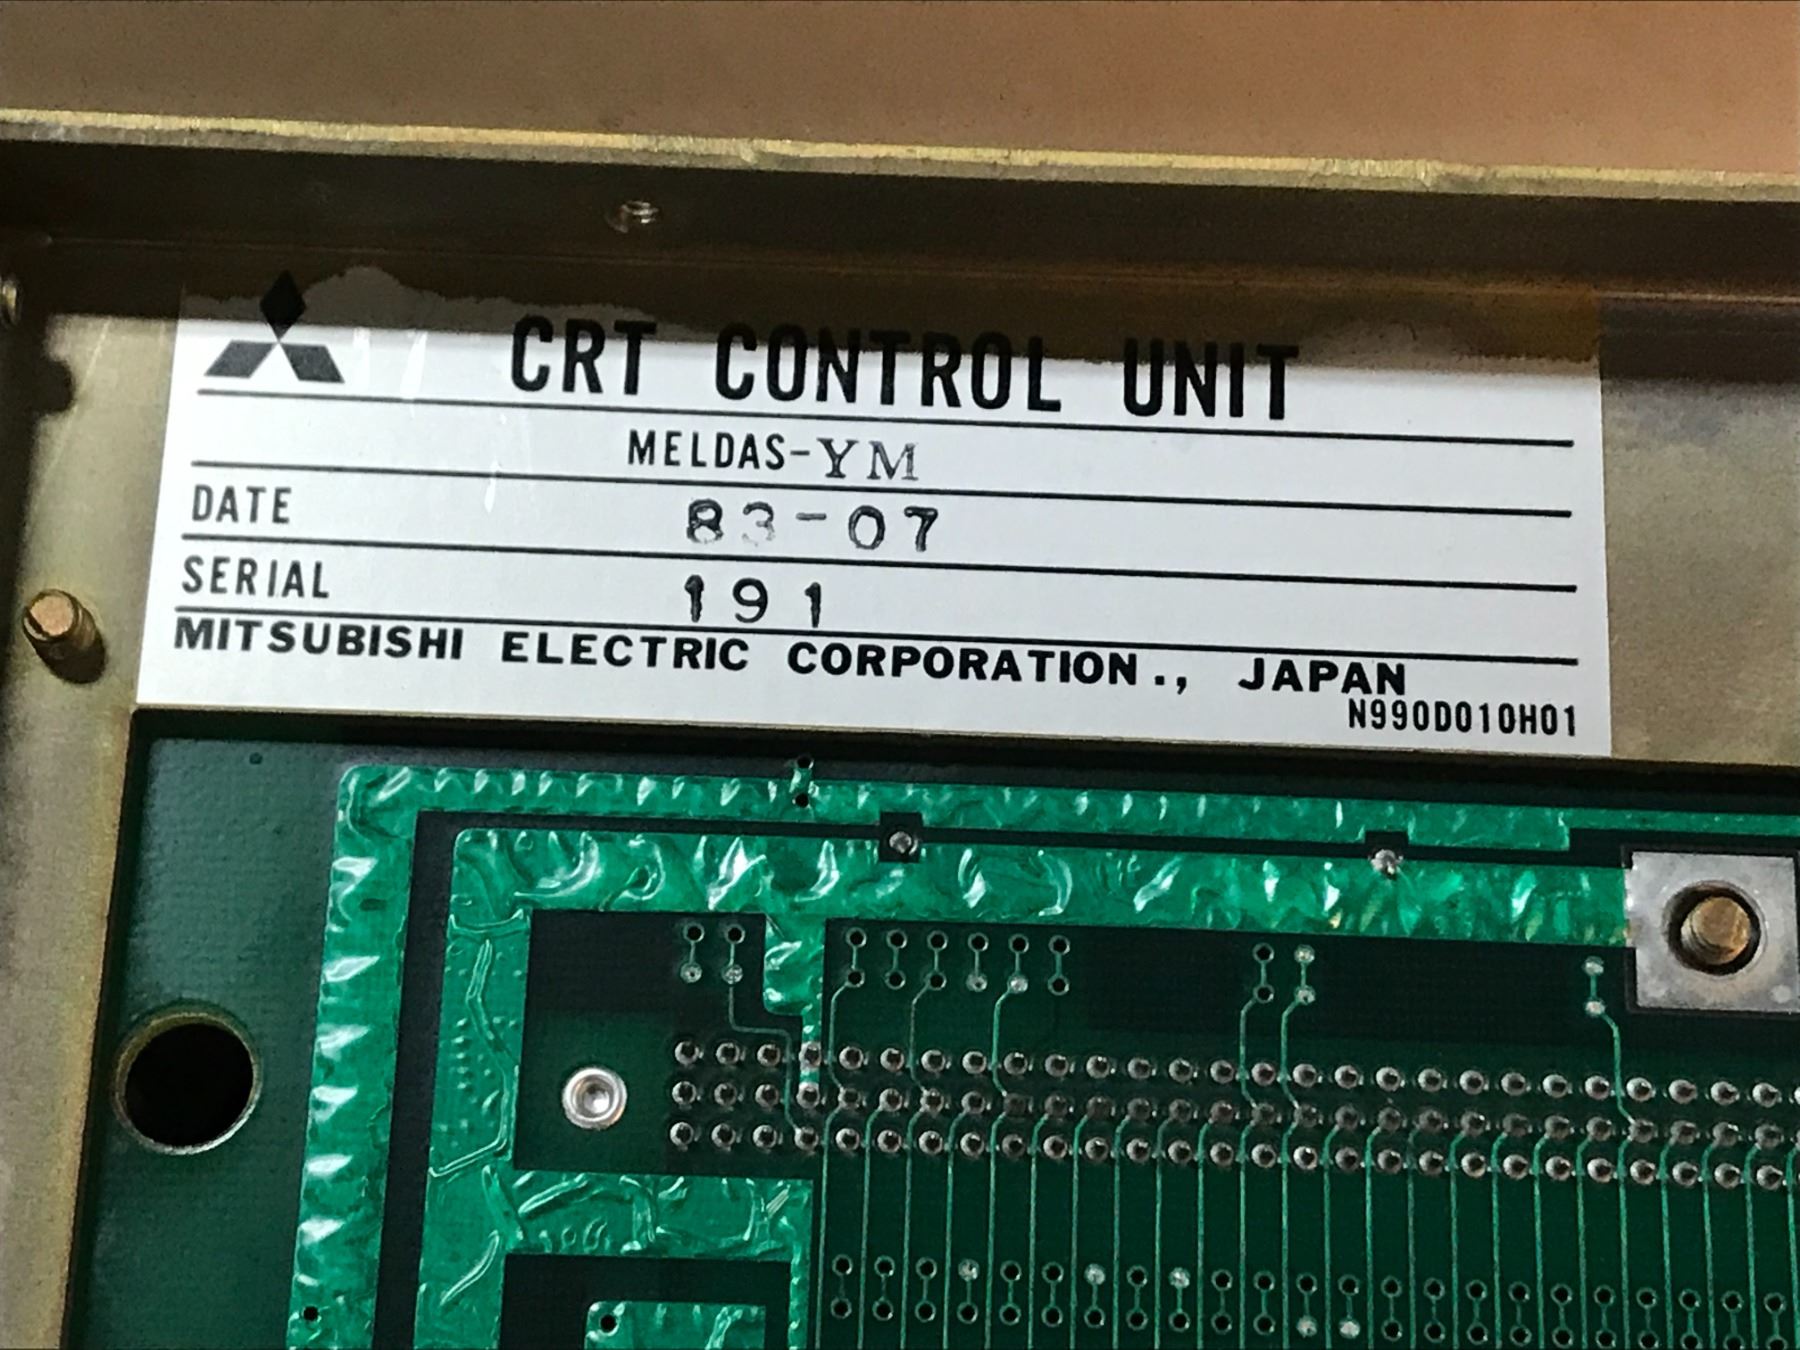 CRT CONTROL UNIT
MELDAS-YM
DATE 83-07
SERIAL 191
MITSUBISHI ELECTRIC CORPORATION., JAPAN
N990D010H01